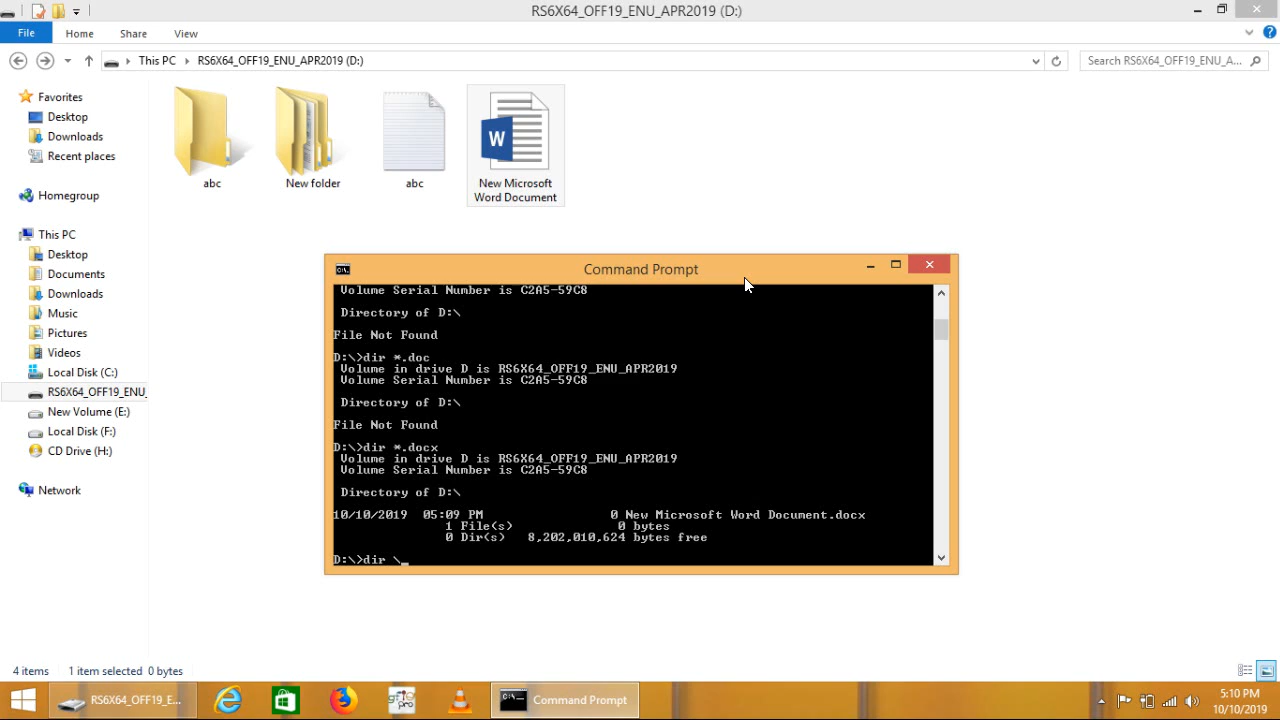 RS6X64_OFF19_ENU_APR2019 (D:)
File
Home
Share
View
This PC
RS6X64_OFF19_ENU_APR2019 (D:)
Search RS6X64_OFF19_ENU_A...
Favorites
Desktop
Downloads
Recent places
Homegroup
This PC
Desktop
Documents
Downloads
Music
Pictures
Videos
Local Disk (C:)
RS6X64_OFF19_ENU_
New Volume (E:)
Local Disk (F:)
CD Drive (H:)
Network
abc
New folder
abc
W
New Microsoft
Word Document
C:\.
Command Prompt
Volume Serial Number is C2A5-59C8
Directory of D:\
File Not Found
D:\>dir *.doc
Volume in drive D is RS6X64_OFF19_ENU_APR2019
Volume Serial Number is C2A5-59C8
Directory of D:\
File Not Found
D:\>dir *.docx
Volume in drive D is RS6X64_OFF19_ENU_APR2019
Volume Serial Number is C2A5-59C8
Directory of D:\
10/10/2019 05:09 PM 0 New Microsoft Word Document.docx
1 File(s) 0 bytes
0 Dir(s) 8,202,010,624 bytes free
D:\>dir \_
4 items 1 item selected 0 bytes
RS6X64_OFF19_E...
Command Prompt
5:10 PM
10/10/2019